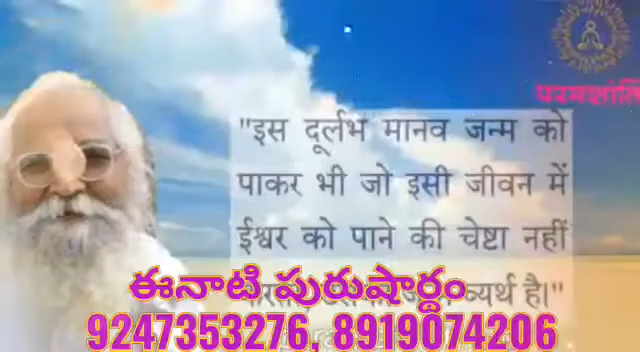 परमशांति
"इस दूर्लभ मानव जन्म को
पाकर भी जो इसी जीवन में
ईश्वर को पाने की चेष्टा नहीं
व्यर्थ है।"
ఈనాటి పురుషార్ధం
9247353276, 8919074206